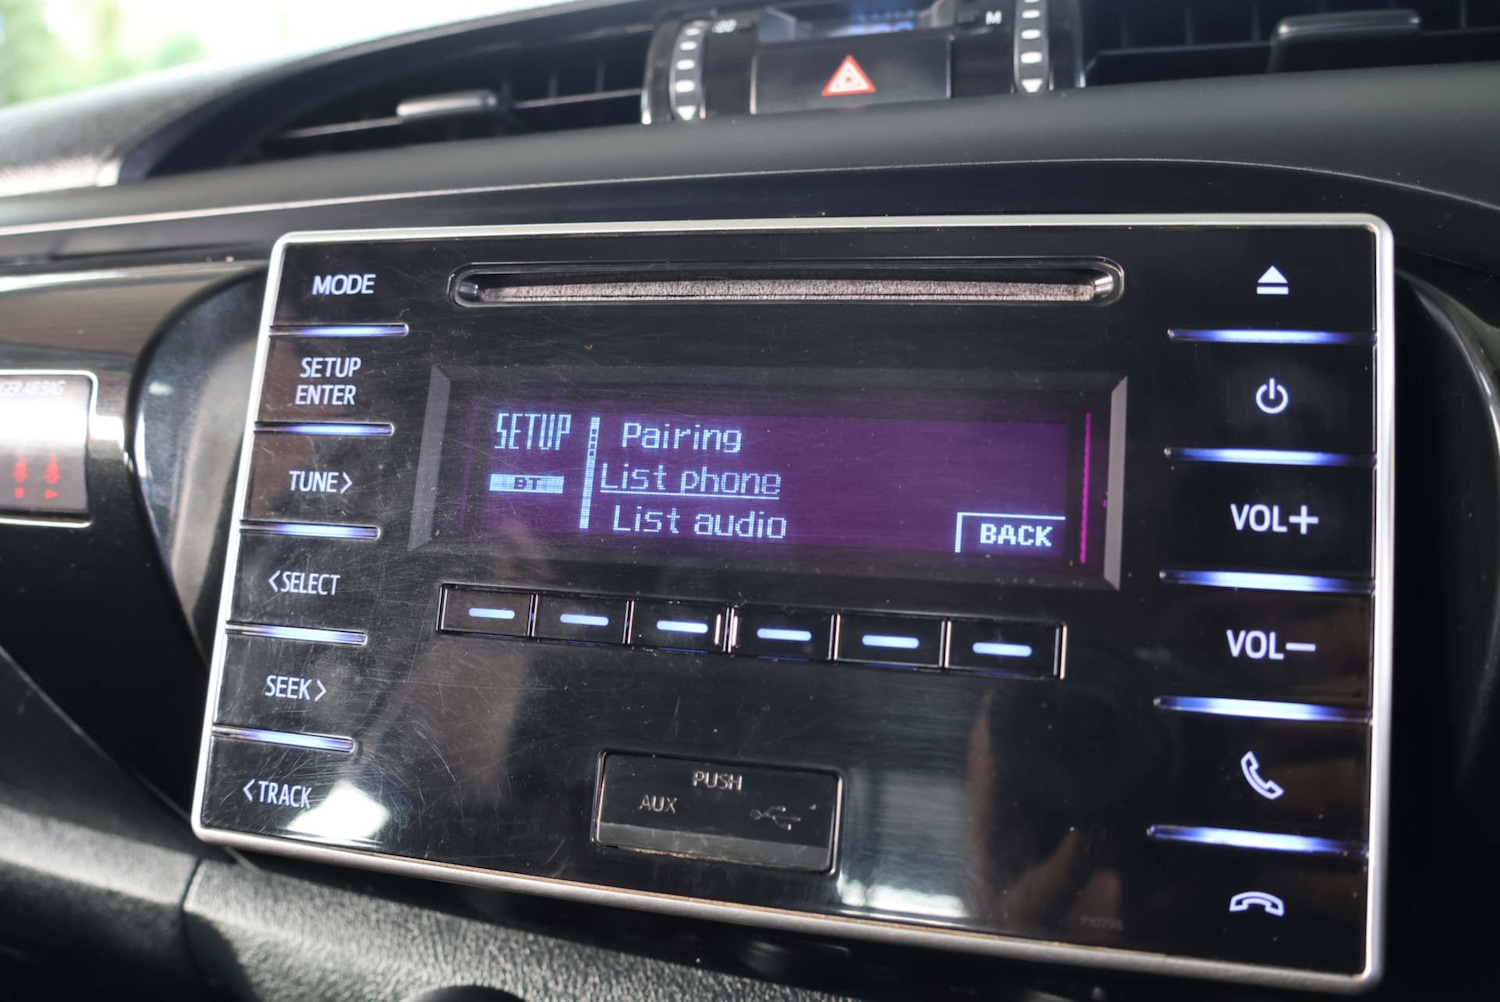 M
MODE
SETUP
ENTER
TUNE>
<SELECT
SEEK>
<TRACK
SETUP
BT
Pairing
List phone
List audio
BACK
PUSH
AUX
VOL+
VOL−